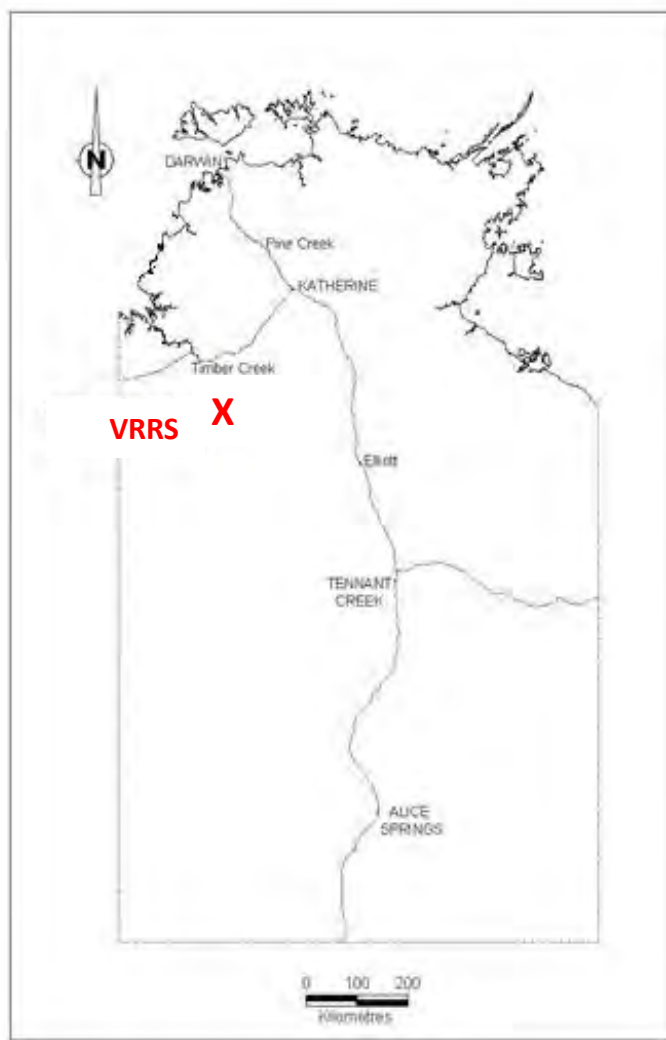 N
DARWIN
Pine Creek
KATHERINE
Timber Creek
X
VRRS
Elliott
TENNANT
CREEK
ALICE
SPRINGS
0 100 200
Kilometres